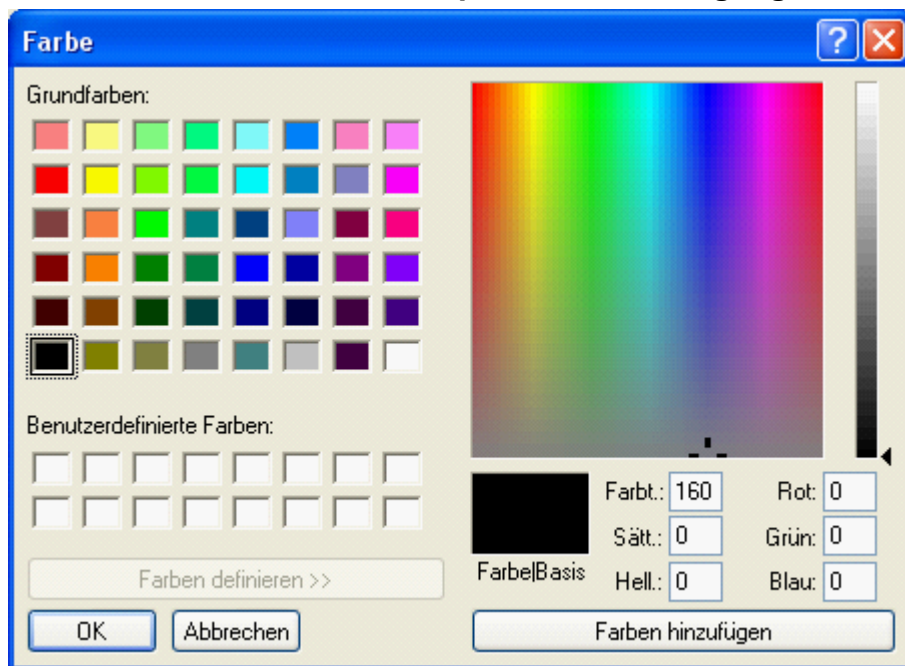 Farbe
Grundfarben:
Benutzerdefinierte Farben:
Farben definieren >>
OK
Abbrechen
Farbe|Basis
Farbt.: 160
Sätt.: 0
Hell.: 0
Rot: 0
Grün: 0
Blau: 0
Farben hinzufügen